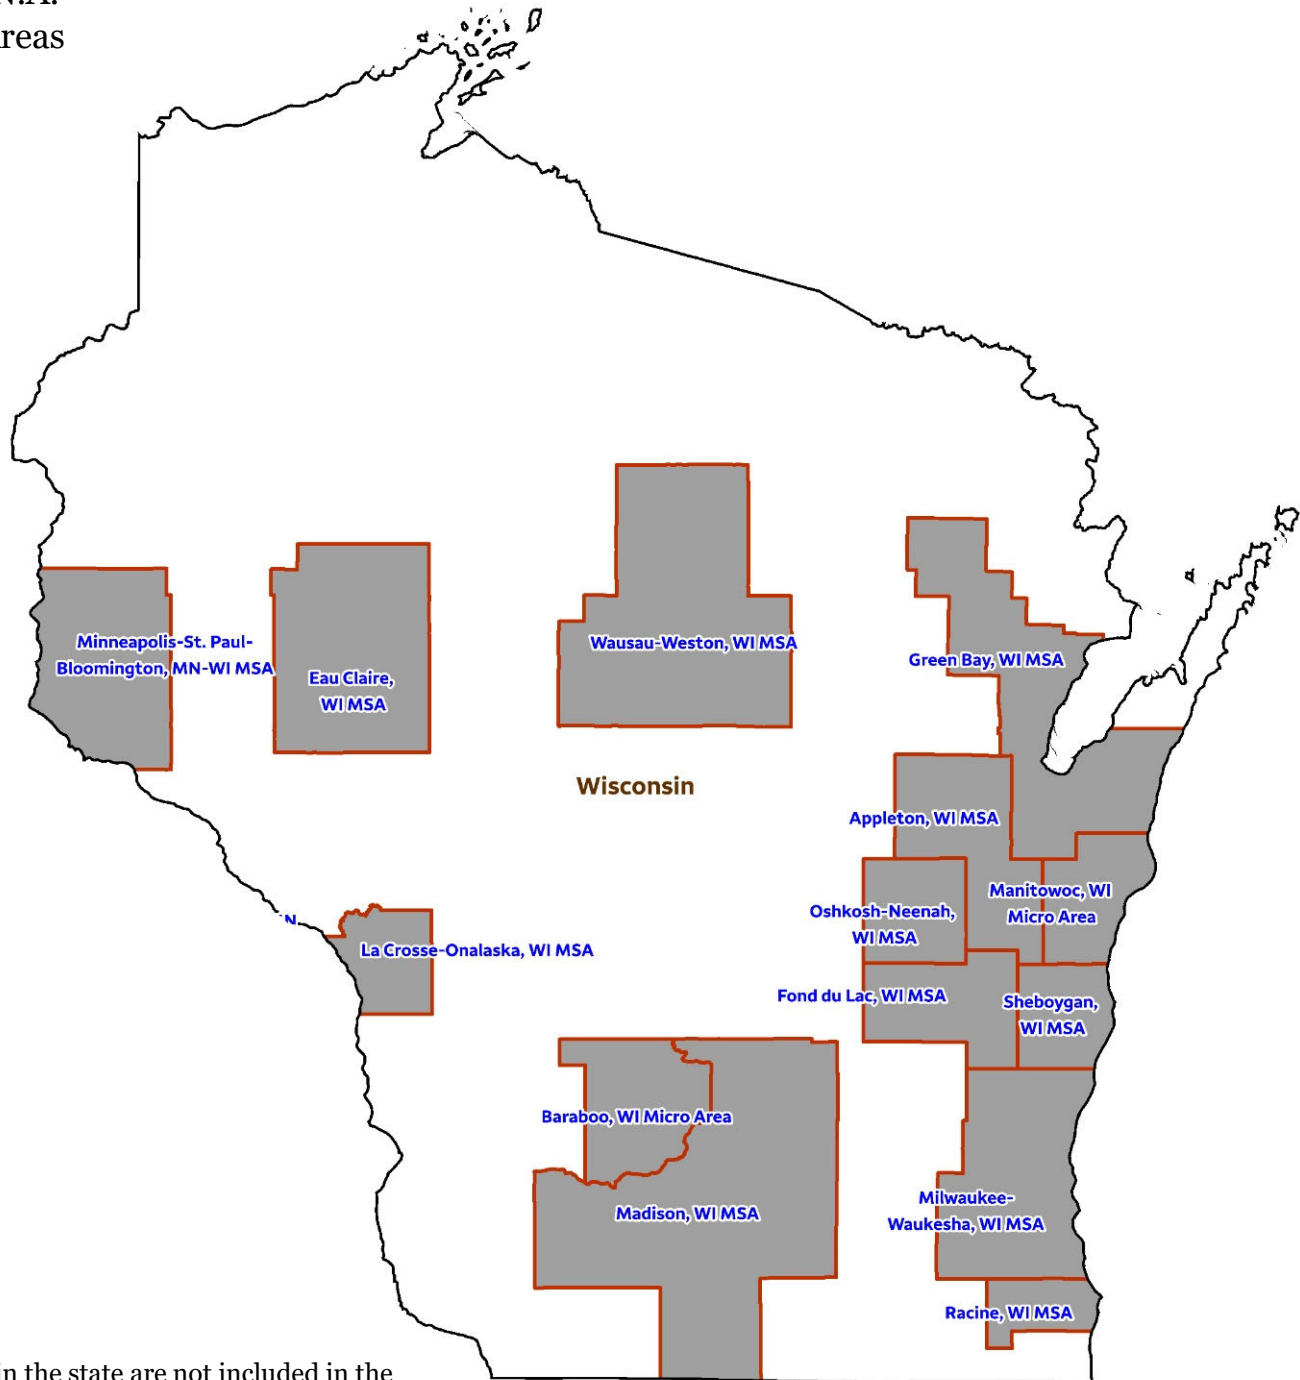 N.A.
reas
Minneapolis-St. Paul-
Bloomington, MN-WI MSA
Eau Claire,
WI MSA
Wausau-Weston, WI MSA
Green Bay, WI MSA
Wisconsin
Appleton, WI MSA
Manitowoc, WI
Micro Area
Oshkosh-Neenah,
WI MSA
N
La Crosse-Onalaska, WI MSA
Fond du Lac, WI MSA
Sheboygan,
WI MSA
Baraboo, WI Micro Area
Madison, WI MSA
Milwaukee-
Waukesha, WI MSA
Racine, WI MSA
in the state are not included in the